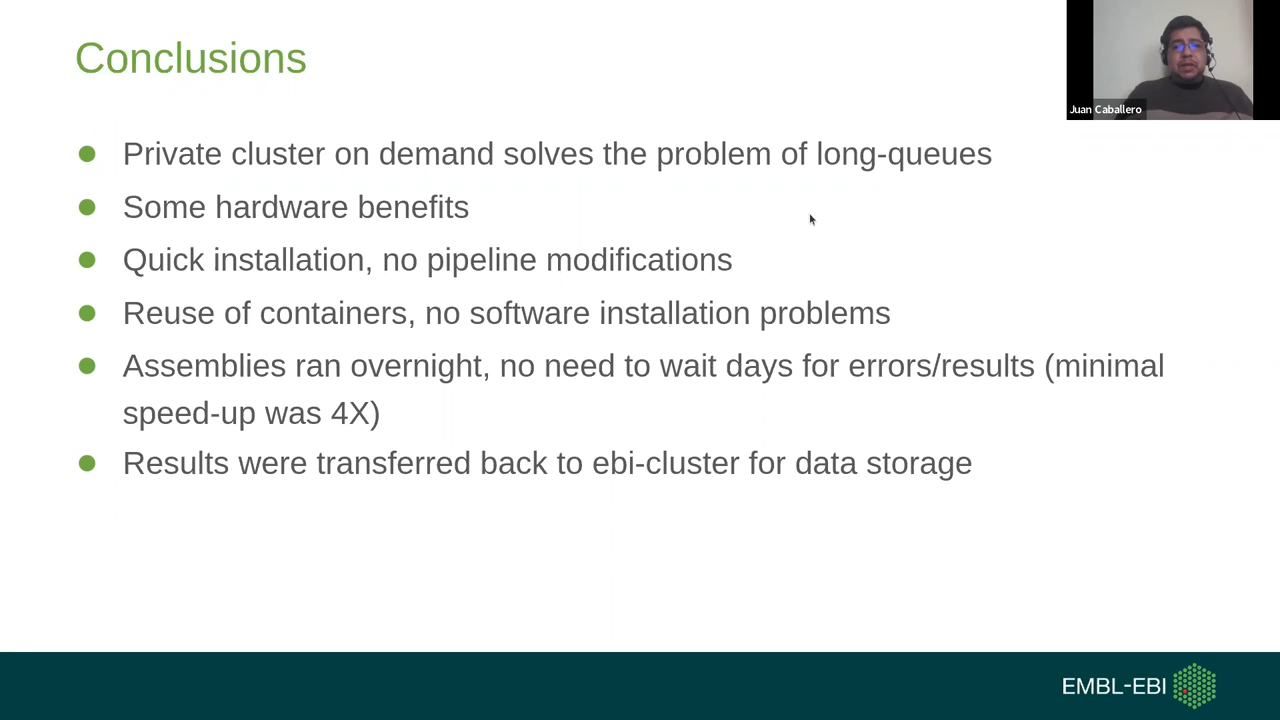 Conclusions
Juan Caballero
Private cluster on demand solves the problem of long-queues
Some hardware benefits
Quick installation, no pipeline modifications
Reuse of containers, no software installation problems
Assemblies ran overnight, no need to wait days for errors/results (minimal
speed-up was 4X)
Results were transferred back to ebi-cluster for data storage
EMBL-EBI